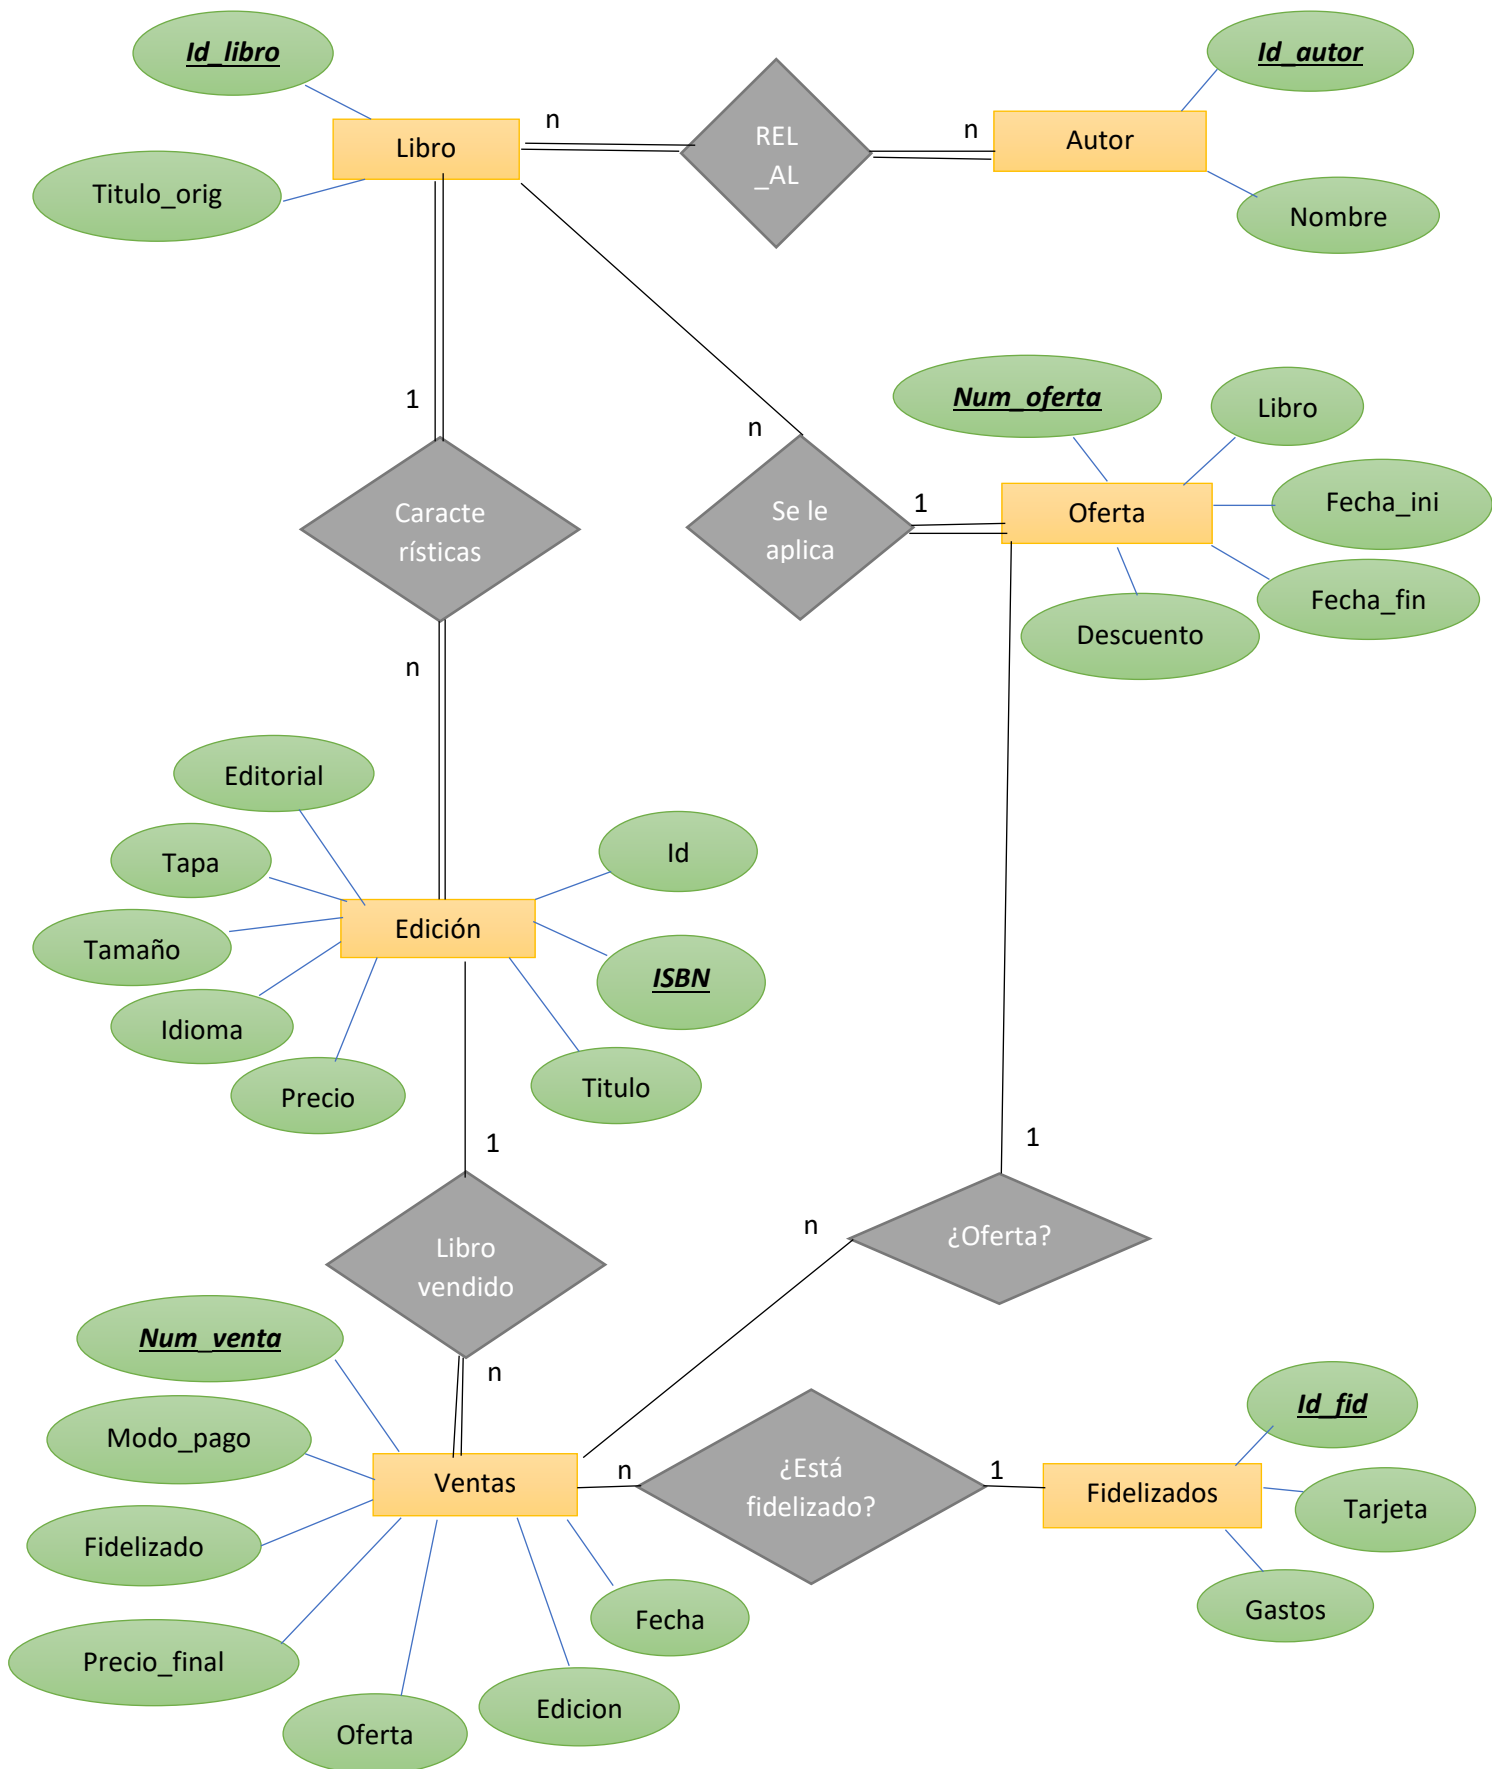 Id_libro
Id_autor
n
n
REL
_AL
Libro
Autor
Titulo_orig
Nombre
1
n
Num_oferta
Libro
Caracte
rísticas
Se le
aplica
1
Oferta
Fecha_ini
Fecha_fin
Descuento
n
Editorial
Tapa
Id
Edición
Tamaño
ISBN
Idioma
Precio
Titulo
1
1
n
¿Oferta?
Libro
vendido
Num_venta
n
Id_fid
Modo_pago
Ventas
n
¿Está
fidelizado?
1
Fidelizados
Tarjeta
Fidelizado
Gastos
Fecha
Precio_final
Edicion
Oferta